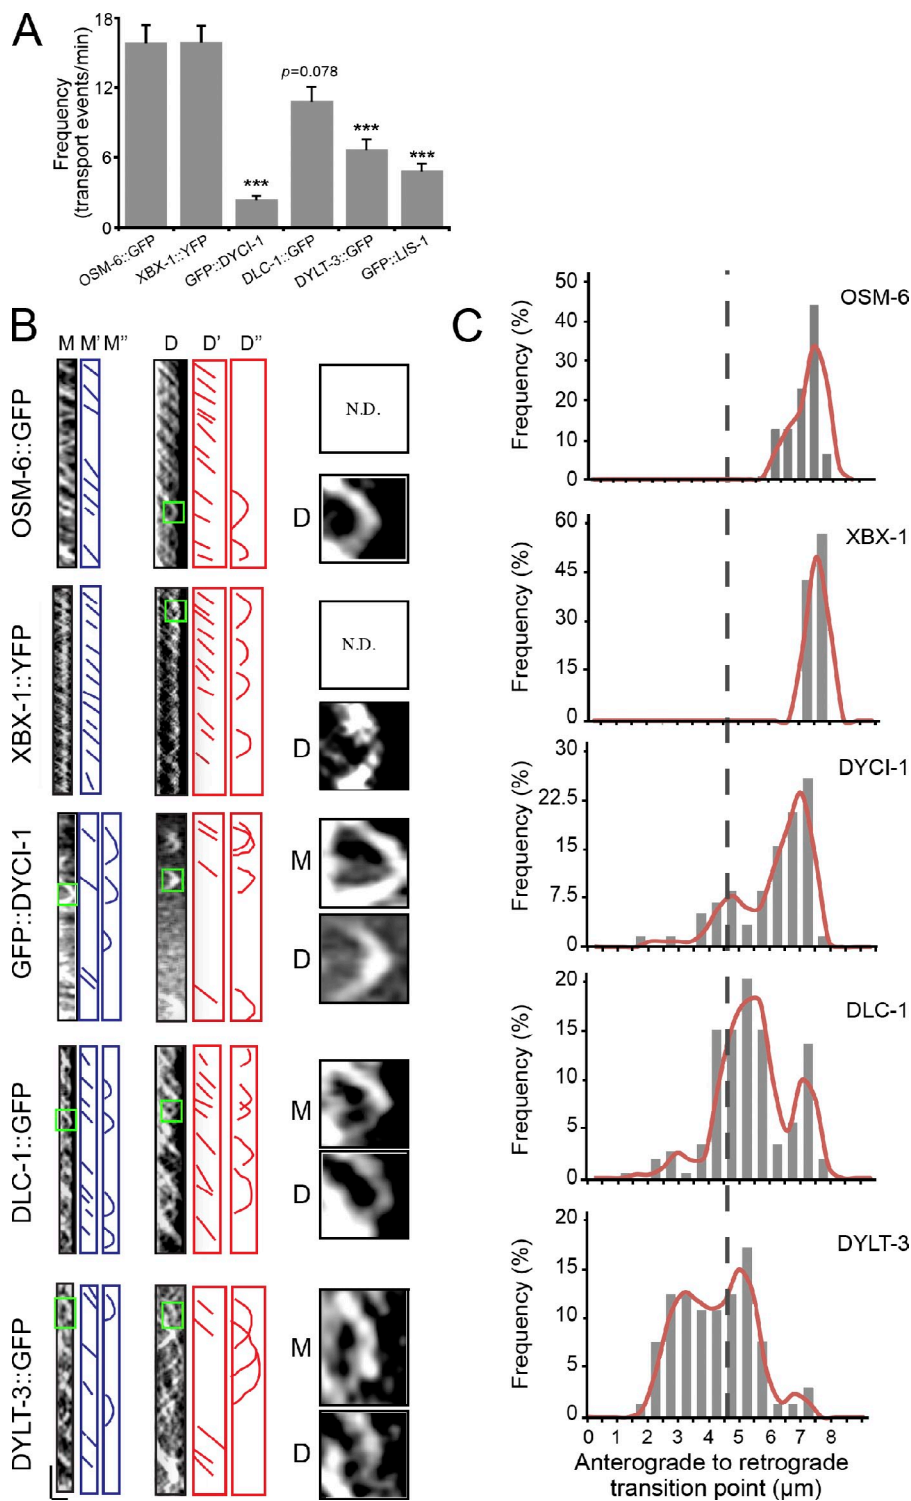 A
Frequency
(transport events/min)
18
12
6
0
p=0.078
***
***
***
OSM-6::GFP
XBX-1::YFP
GFP::DYCI-1
DLC-1::GFP
DYLT-3::GFP
GFP::LIS-1
B
M M' M" D D' D"
OSM-6::GFP
N.D.
D
XBX-1::YFP
N.D.
D
GFP::DYCI-1
M
D
DLC-1::GFP
M
D
DYLT-3::GFP
M
D
C
OSM-6
Frequency (%)
50
40
30
20
10
0
XBX-1
Frequency (%)
60
45
30
15
0
DYCI-1
Frequency (%)
30
22.5
15
7.5
0
DLC-1
Frequency (%)
20
15
10
5
0
DYLT-3
Frequency (%)
20
15
10
5
0
0 1 2 3 4 5 6 7 8
Anterograde to retrograde
transition point (µm)